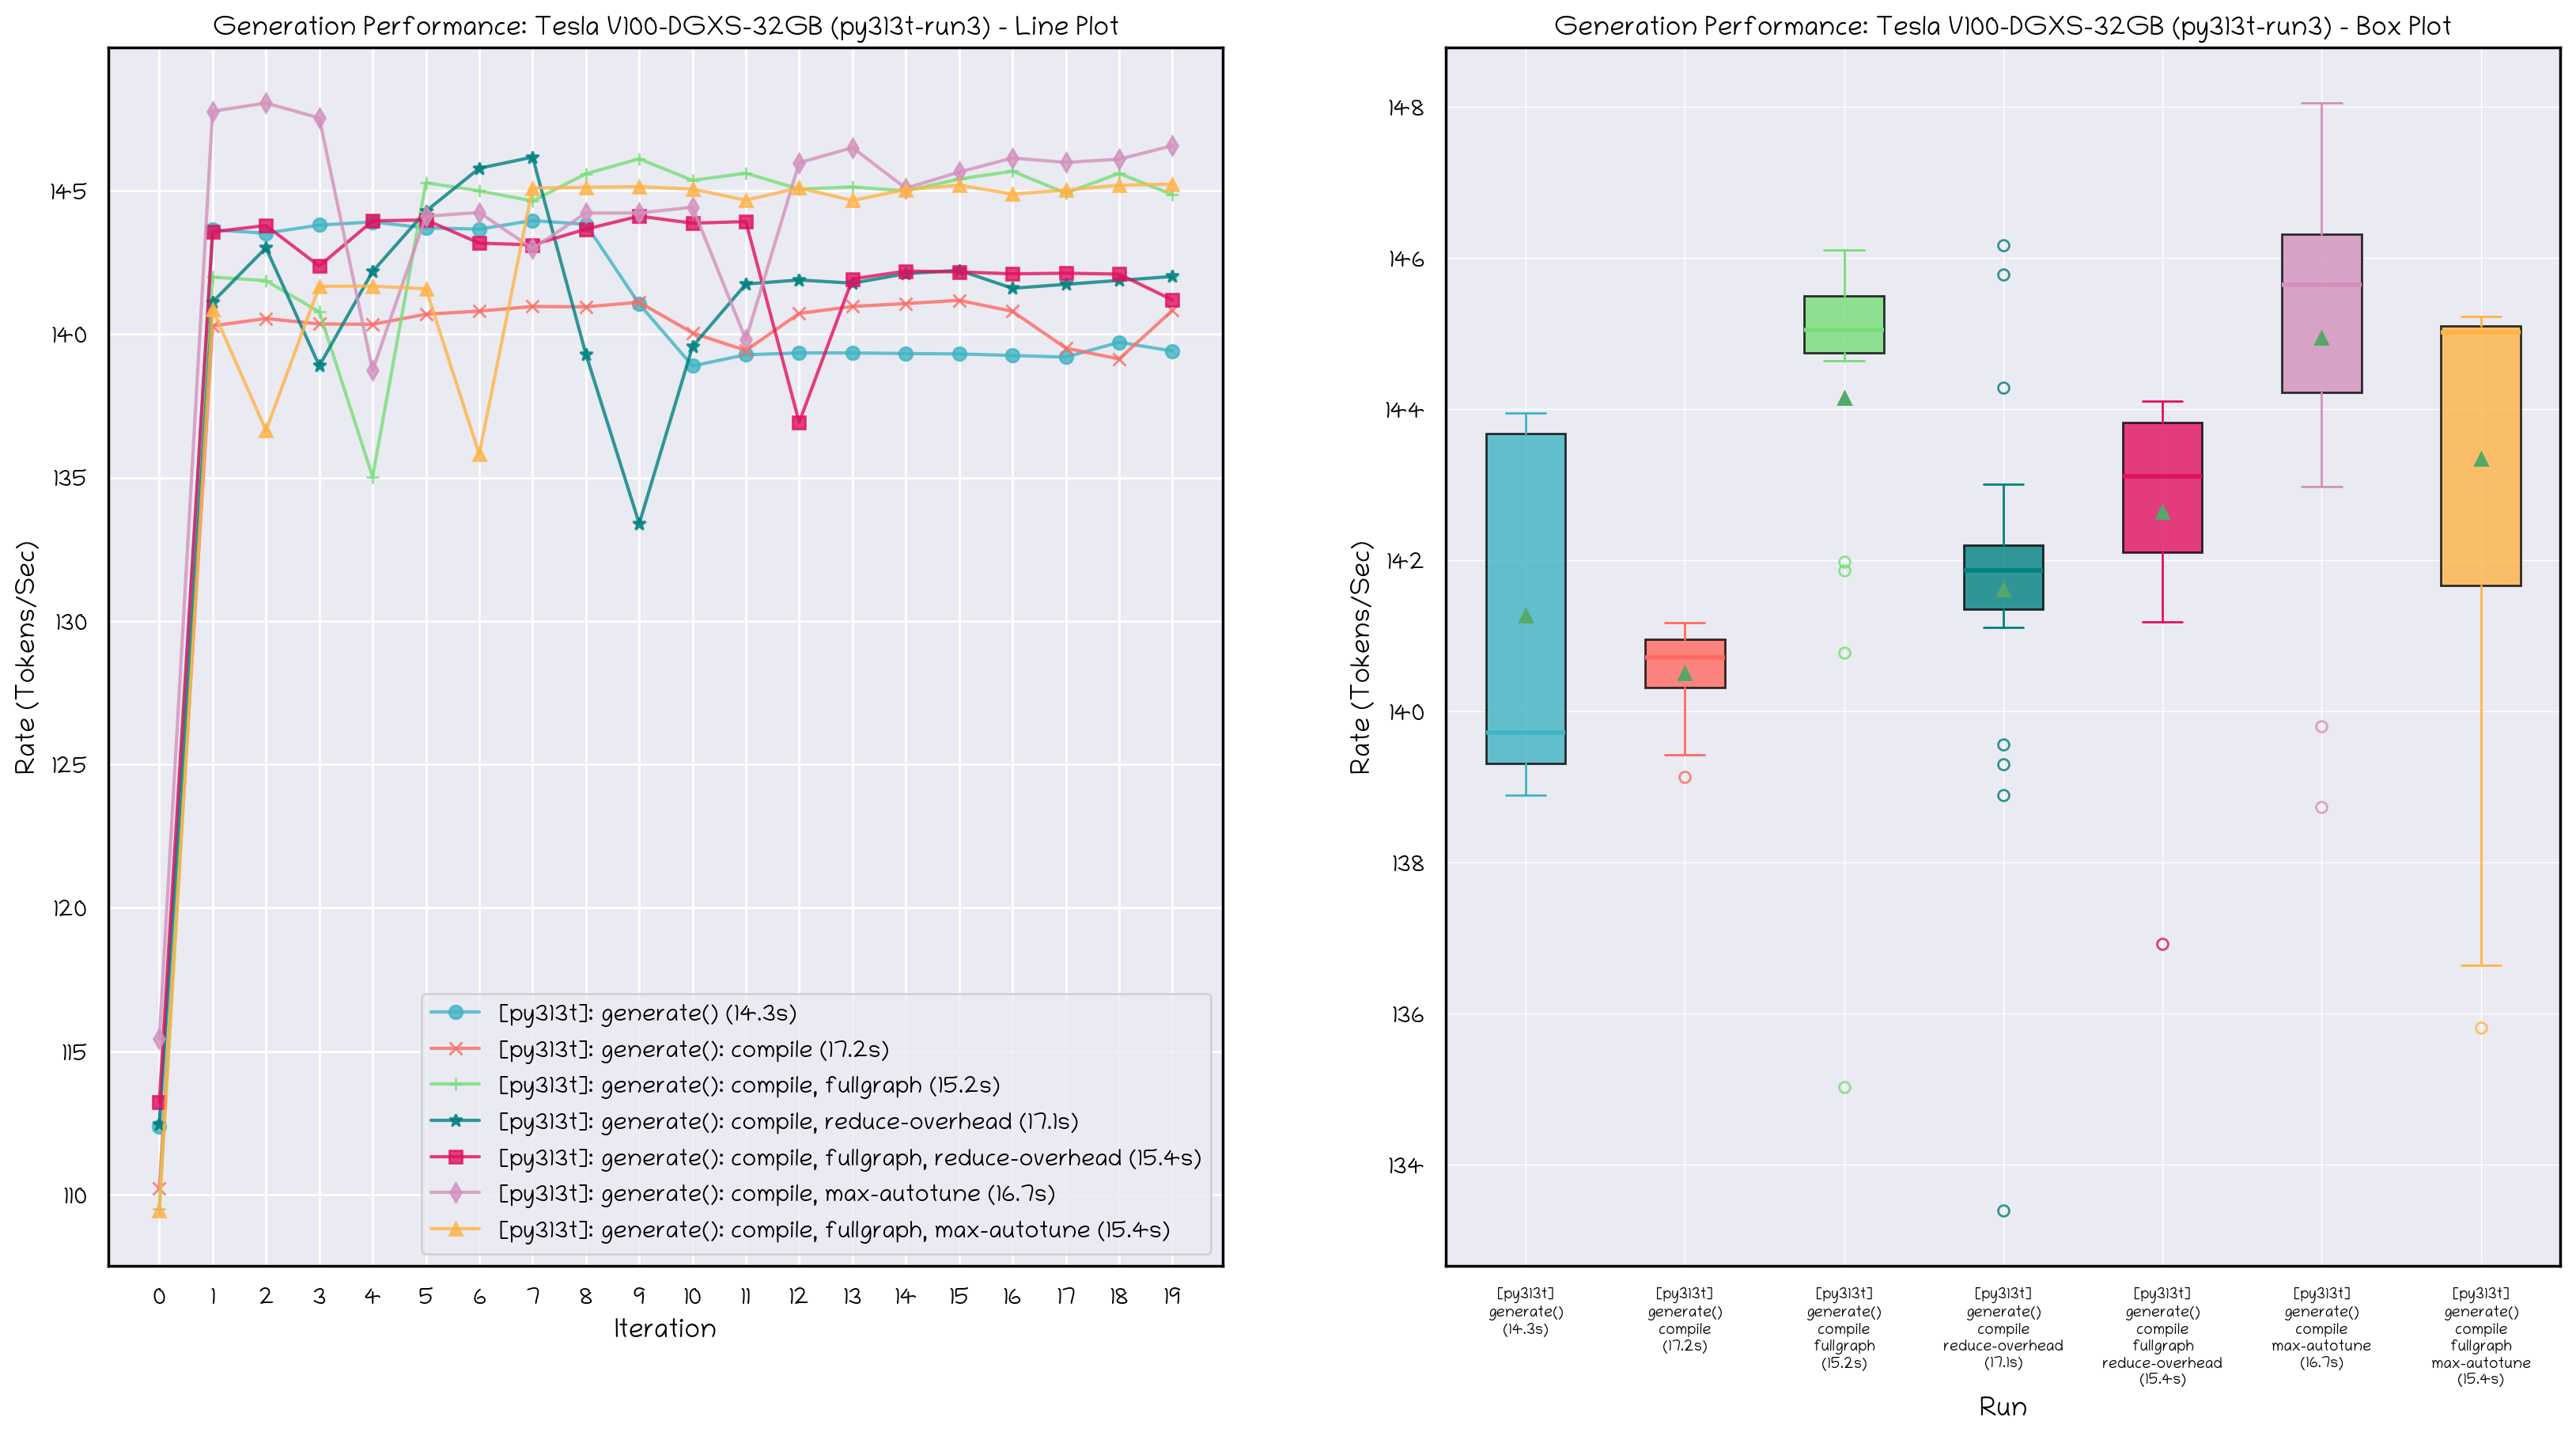 Generation Performance: Tesla V100-DGXS-32GB (py313t-run3) - Line Plot
Rate (Tokens/Sec)
145
140
135
130
125
120
115
110
[py313t]: generate() (14.3s)
[py313t]: generate(): compile (17.2s)
[py313t]: generate(): compile, fullgraph (15.2s)
[py313t]: generate(): compile, reduce-overhead (17.1s)
[py313t]: generate(): compile, fullgraph, reduce-overhead (15.4s)
[py313t]: generate(): compile, max-autotune (16.7s)
[py313t]: generate(): compile, fullgraph, max-autotune (15.4s)
0 1 2 3 4 5 6 7 8 9 10 11 12 13 14 15 16 17 18 19
Iteration
Generation Performance: Tesla V100-DGXS-32GB (py313t-run3) - Box Plot
Rate (Tokens/Sec)
148
146
144
142
140
138
136
134
[py313t]
generate()
(14.3s)
[py313t]
generate()
compile
(17.2s)
[py313t]
generate()
compile
fullgraph
(15.2s)
[py313t]
generate()
compile
reduce-overhead
(17.1s)
[py313t]
generate()
compile
fullgraph
reduce-overhead
(15.4s)
[py313t]
generate()
compile
max-autotune
(16.7s)
[py313t]
generate()
compile
fullgraph
max-autotune
(15.4s)
Run